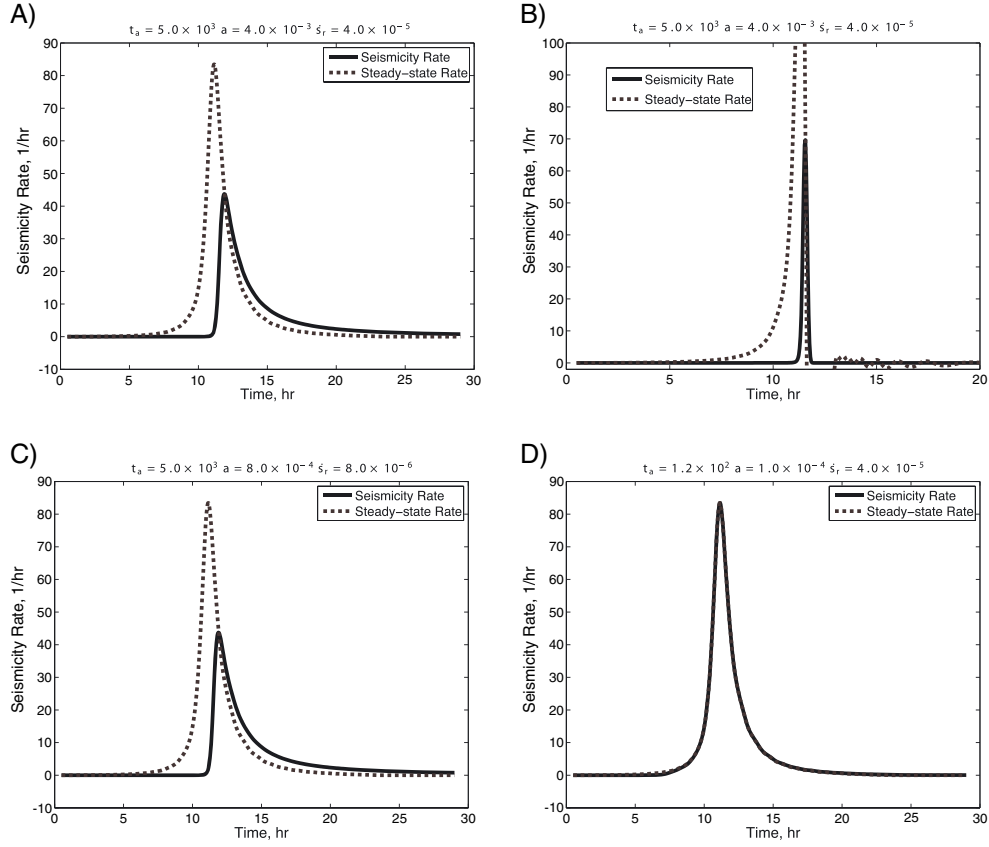 A)
t_a = 5.0 × 10³ a = 4.0 × 10⁻³ ṡ_r = 4.0 × 10⁻⁵
90
80
70
60
50
40
30
20
10
0
-10
Seismicity Rate, 1/hr
Seismicity Rate
Steady-state Rate
0 5 10 15 20 25 30
Time, hr
B)
t_a = 5.0 × 10³ a = 4.0 × 10⁻³ ṡ_r = 4.0 × 10⁻⁵
100
90
80
70
60
50
40
30
20
10
0
Seismicity Rate, 1/hr
Seismicity Rate
Steady-state Rate
0 5 10 15 20
Time, hr
C)
t_a = 5.0 × 10³ a = 8.0 × 10⁻⁴ ṡ_r = 8.0 × 10⁻⁶
90
80
70
60
50
40
30
20
10
0
-10
Seismicity Rate, 1/hr
Seismicity Rate
Steady-state Rate
0 5 10 15 20 25 30
Time, hr
D)
t_a = 1.2 × 10² a = 1.0 × 10⁻⁴ ṡ_r = 4.0 × 10⁻⁵
90
80
70
60
50
40
30
20
10
0
-10
Seismicity Rate, 1/hr
Seismicity Rate
Steady-state Rate
0 5 10 15 20 25 30
Time, hr